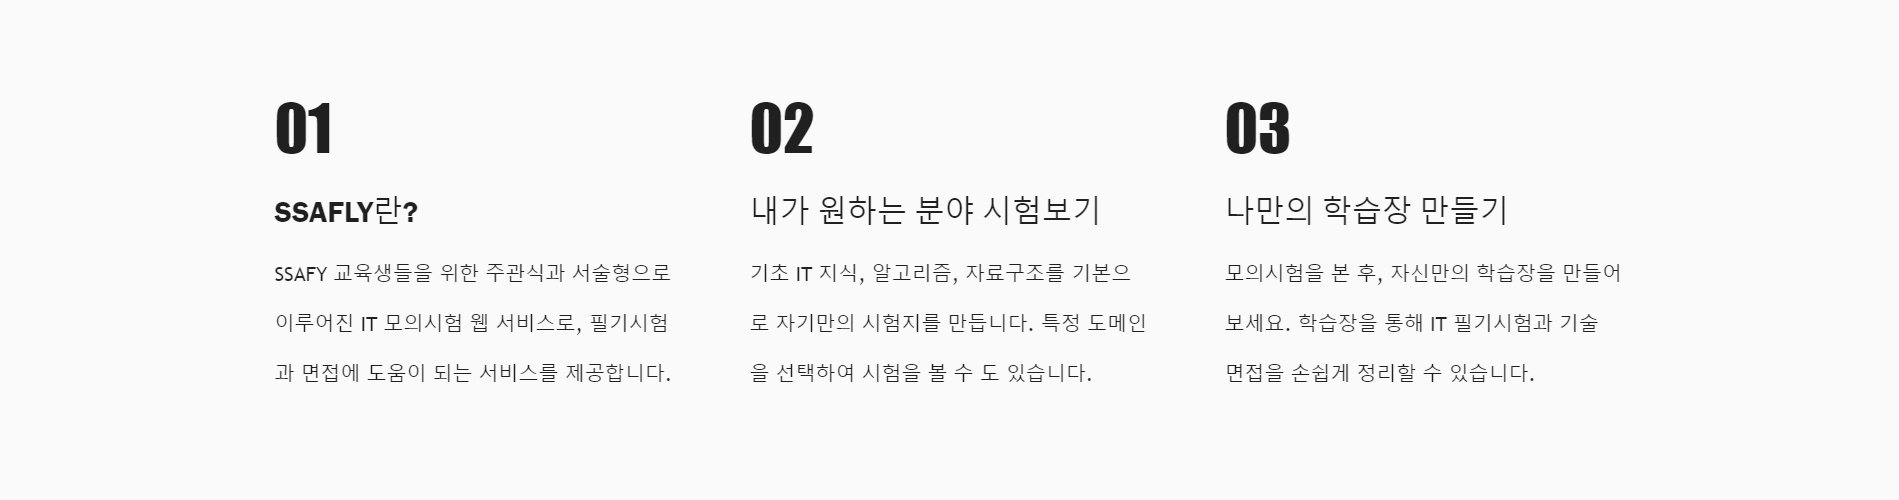 01
SSAFLY란?
SSAFY 교육생들을 위한 주관식과 서술형으로
이루어진 IT 모의시험 웹 서비스로, 필기시험
과 면접에 도움이 되는 서비스를 제공합니다.
02
내가 원하는 분야 시험보기
기초 IT 지식, 알고리즘, 자료구조를 기본으
로 자기만의 시험지를 만듭니다. 특정 도메인
을 선택하여 시험을 볼 수 도 있습니다.
03
나만의 학습장 만들기
모의시험을 본 후, 자신만의 학습장을 만들어
보세요. 학습장을 통해 IT 필기시험과 기술
면접을 손쉽게 정리할 수 있습니다.